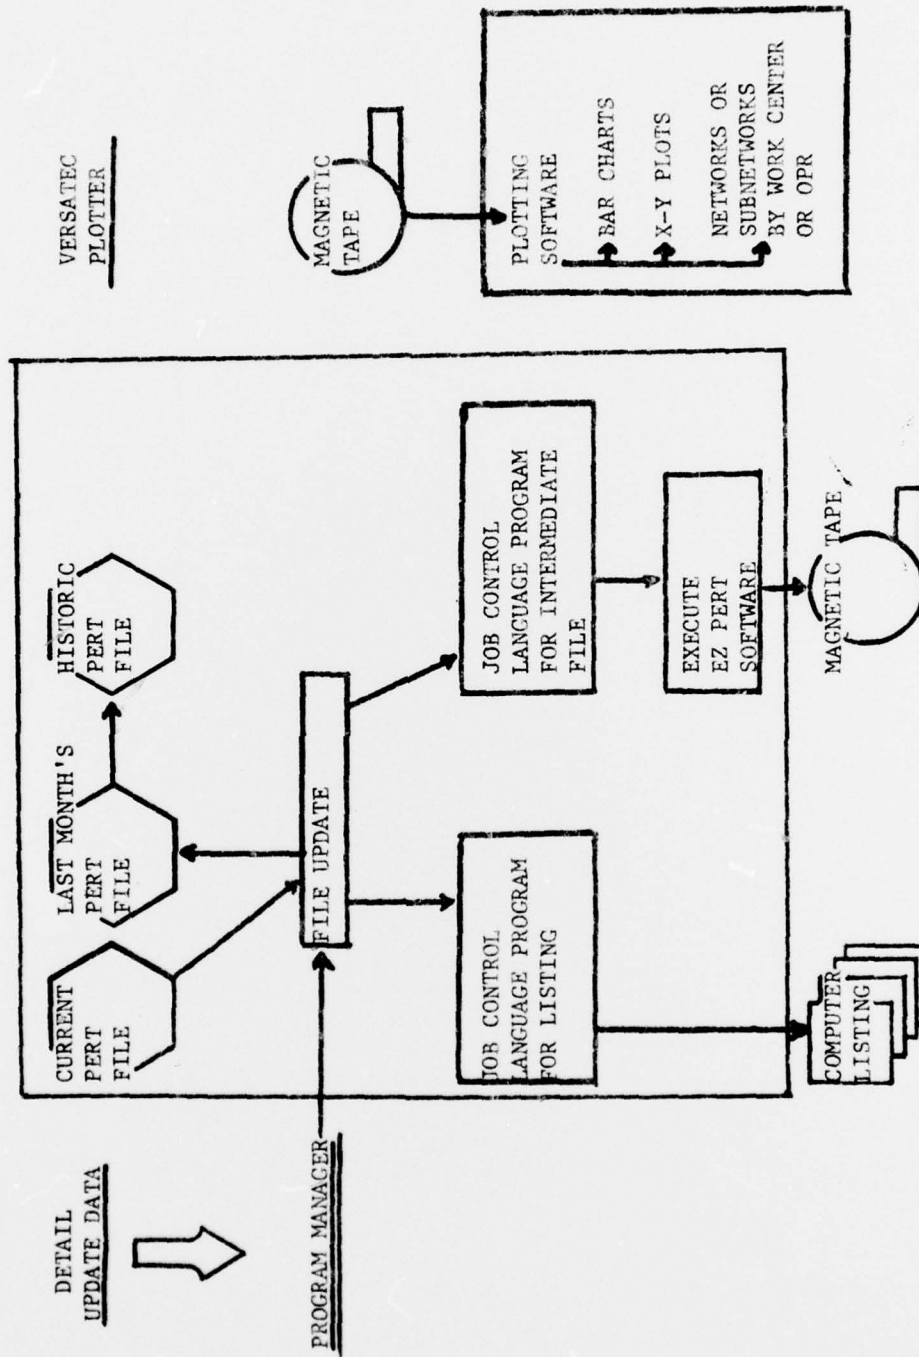 DETAIL
UPDATE DATA
PROGRAM MANAGER
CURRENT
PERT
FILE
LAST MONTH'S
PERT
FILE
HISTORIC
PERT
FILE
FILE UPDATE
JOB CONTROL
LANGUAGE PROGRAM
FOR LISTING
JOB CONTROL
LANGUAGE PROGRAM
FOR INTERMEDIATE
FILE
EXECUTE
EZ PERT
SOFTWARE
COMPUTER
LISTING
MAGNETIC TAPE
VERSATEC
PLOTTER
MAGNETIC
TAPE
PLOTTING
SOFTWARE
BAR CHARTS
X-Y PLOTS
NETWORKS OR
SUBNETWORKS
BY WORK CENTER
OR OPR